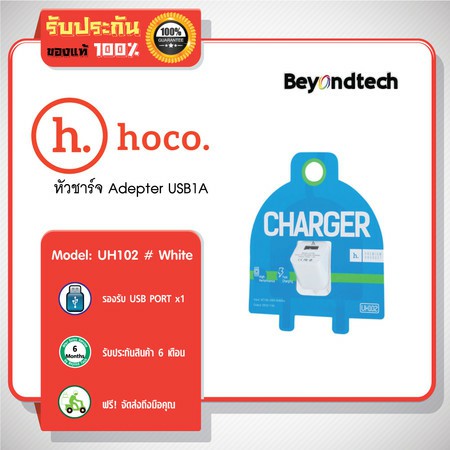 รับประกัน
ของแท้ 100%
100%
GUARANTEE
Beyondtech
h. hoco.
หัวชาร์จ Adepter USB1A
Model: UH102 # White
รองรับ USB PORT x1
6
Months
รับประกันสินค้า 6 เดือน
ฟรี! จัดส่งถึงมือคุณ
CHARGER
h.
UH102